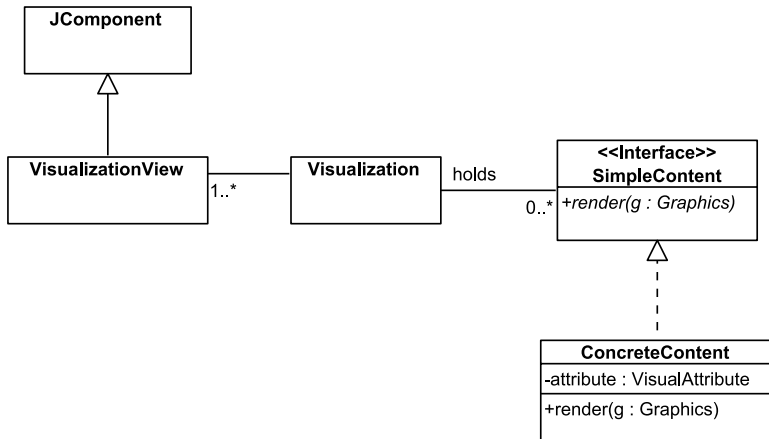 JComponent
VisualizationView
1..*
Visualization
holds
0..*
<<Interface>>
SimpleContent
+render(g : Graphics)
ConcreteContent
-attribute : VisualAttribute
+render(g : Graphics)